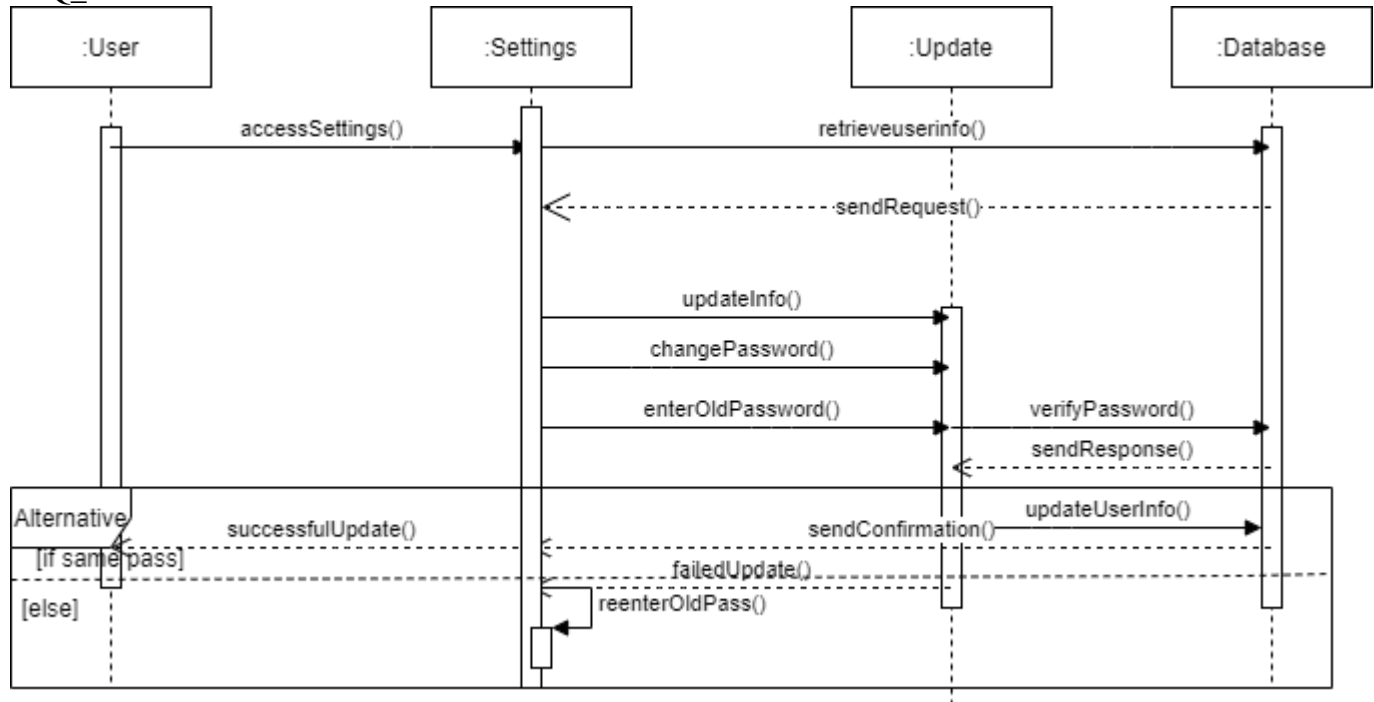 :User
:Settings
:Update
:Database
accessSettings()
retrieveuserinfo()
sendRequest()
updateInfo()
changePassword()
enterOldPassword()
verifyPassword()
sendResponse()
Alternative
updateUserInfo()
successfulUpdate()
sendConfirmation()
[if same pass]
failedUpdate()
[else]
reenterOldPass()